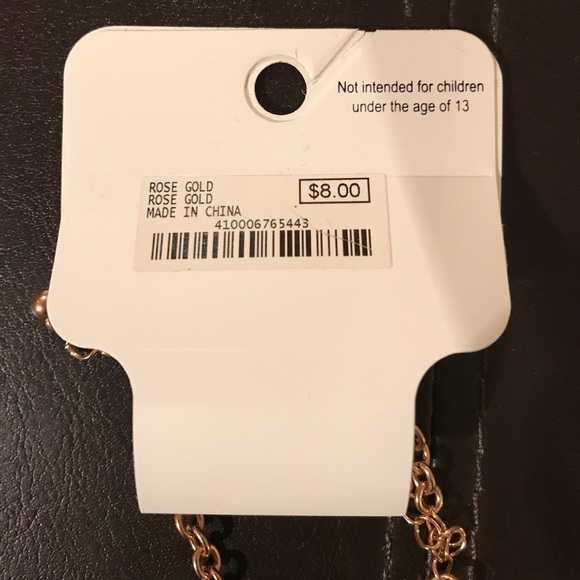 Not intended for children
under the age of 13
ROSE GOLD
$8.00
ROSE GOLD
MADE IN CHINA
410006765443